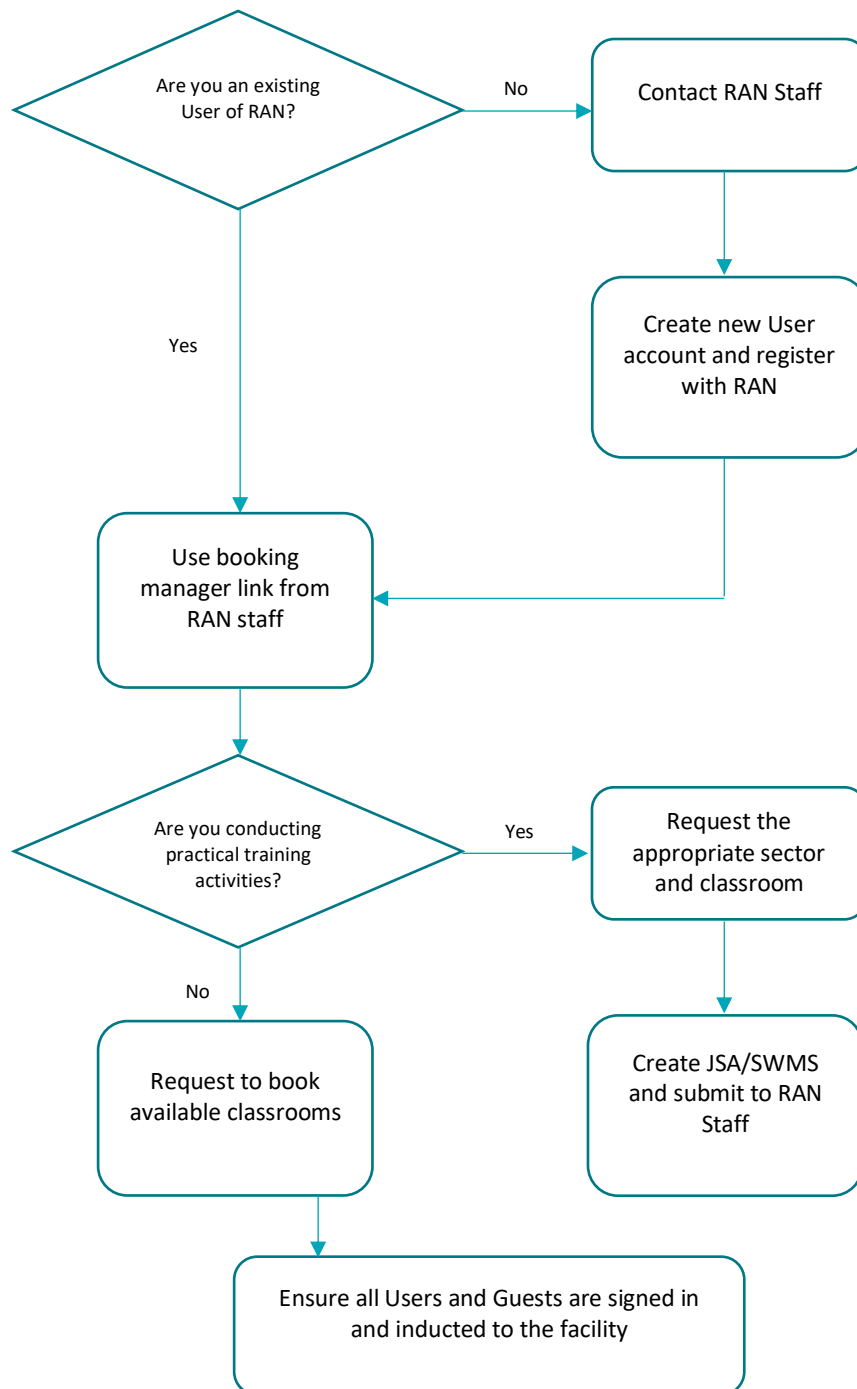 Are you an existing
User of RAN?
No
Contact RAN Staff
Create new User
account and register
with RAN
Yes
Use booking
manager link from
RAN staff
Are you conducting
practical training
activities?
Yes
Request the
appropriate sector
and classroom
No
Request to book
available classrooms
Create JSA/SWMS
and submit to RAN
Staff
Ensure all Users and Guests are signed in
and inducted to the facility